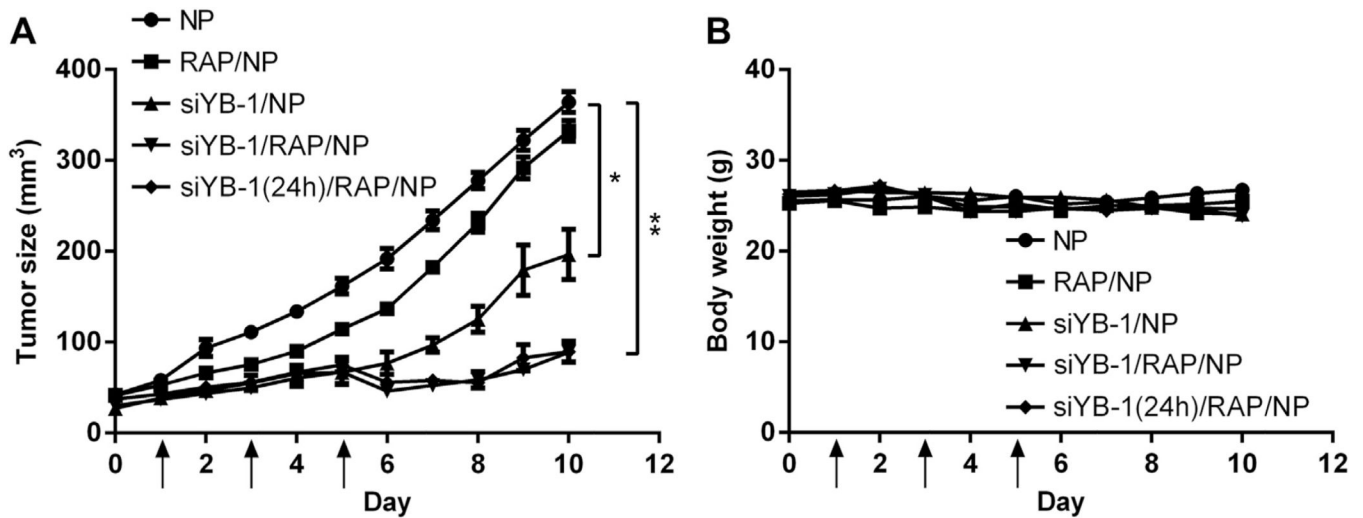 A
NP
RAP/NP
siYB-1/NP
siYB-1/RAP/NP
siYB-1(24h)/RAP/NP
Tumor size (mm³)
400
300
200
100
0
0 2 4 6 8 10 12
Day
*
**
B
Body weight (g)
40
30
20
10
0
NP
RAP/NP
siYB-1/NP
siYB-1/RAP/NP
siYB-1(24h)/RAP/NP
0 2 4 6 8 10 12
Day